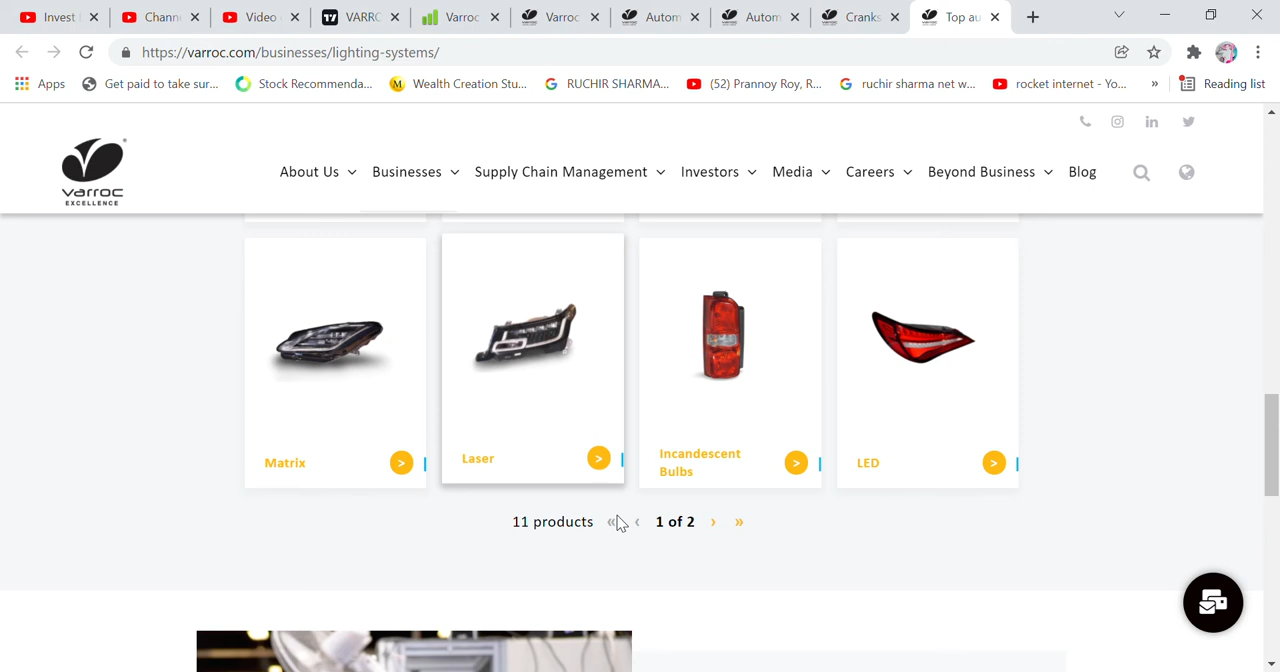 Invest
Chann
Video
VARRO
Varroc
Varroc
Autom
Autom
Cranks
Top au
https://varroc.com/businesses/lighting-systems/
Apps
Get paid to take sur...
Stock Recommenda...
Wealth Creation Stu...
RUCHIR SHARMA...
(52) Prannoy Roy, R...
ruchir sharma net w...
rocket internet - Yo...
»
Reading list
varroc
EXCELLENCE
About Us
Businesses
Supply Chain Management
Investors
Media
Careers
Beyond Business
Blog
Matrix >
Laser >
Incandescent
Bulbs >
LED >
11 products « ‹ 1 of 2 › »